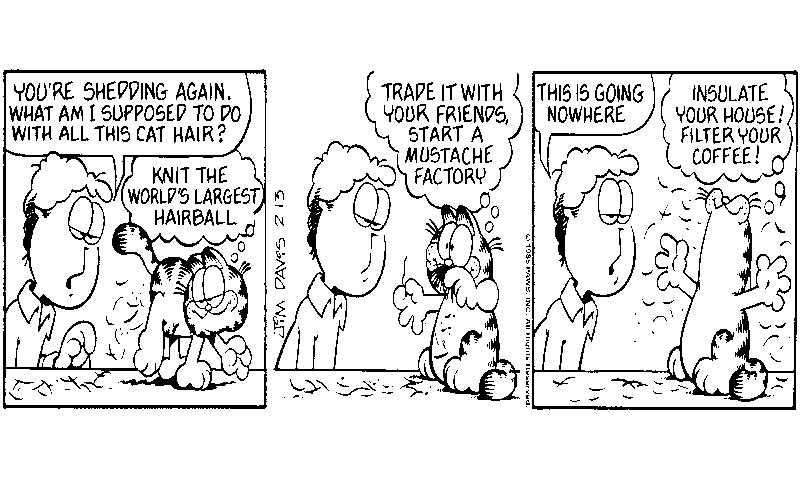 YOU'RE SHEDDING AGAIN.
WHAT AM I SUPPOSED TO DO
WITH ALL THIS CAT HAIR?
KNIT THE
WORLD'S LARGEST
HAIRBALL
JIM DAVIS 2-13
TRADE IT WITH
YOUR FRIENDS,
START A
MUSTACHE
FACTORY
THIS IS GOING
NOWHERE
INSULATE
YOUR HOUSE!
FILTER YOUR
COFFEE!